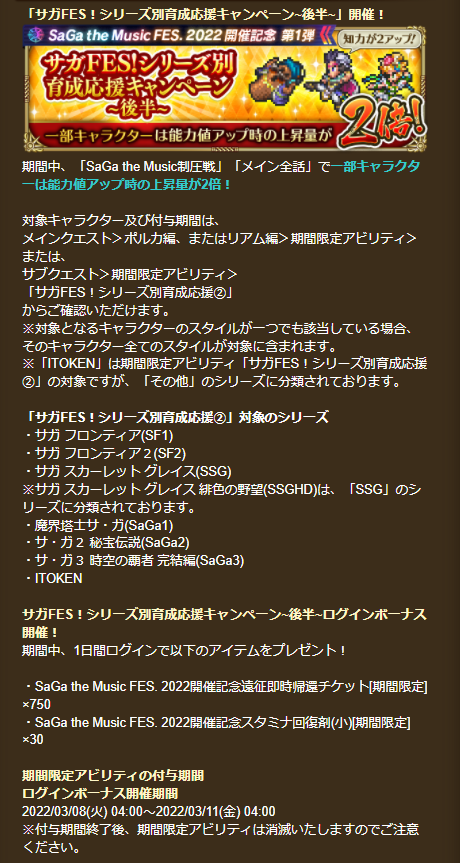 「サガFES！シリーズ別育成応援キャンペーン~後半~」開催！
SaGa the Music FES. 2022 開催記念 第1弾
知力が2アップ!
サガFES!シリーズ別
育成応援キャンペーン
~後半~
一部キャラクターは能力値アップ時の上昇量が2倍!
期間中、「SaGa the Music制圧戦」「メイン全話」で一部キャラクタ
ーは能力値アップ時の上昇量が2倍！
対象キャラクター及び付与期間は、
メインクエスト＞ポルカ編、またはリアム編＞期間限定アビリティ＞
または、
サブクエスト＞期間限定アビリティ＞
「サガFES！シリーズ別育成応援②」
からご確認いただけます。
※対象となるキャラクターのスタイルが一つでも該当している場合、
そのキャラクター全てのスタイルが対象に含まれます。
※「ITOKEN」は期間限定アビリティ「サガFES！シリーズ別育成応援
②」の対象ですが、「その他」のシリーズに分類されております。
「サガFES！シリーズ別育成応援②」対象のシリーズ
・サガ フロンティア(SF1)
・サガ フロンティア２(SF2)
・サガ スカーレット グレイス(SSG)
※サガ スカーレット グレイス 緋色の野望(SSGHD)は、「SSG」のシ
リーズに分類されております。
・魔界塔士サ・ガ(SaGa1)
・サ・ガ２ 秘宝伝説(SaGa2)
・サ・ガ３ 時空の覇者 完結編(SaGa3)
・ITOKEN
サガFES！シリーズ別育成応援キャンペーン~後半~ログインボーナス
開催！
期間中、1日間ログインで以下のアイテムをプレゼント！
・SaGa the Music FES. 2022開催記念遠征即時帰還チケット[期間限定]
×750
・SaGa the Music FES. 2022開催記念スタミナ回復剤(小)[期間限定]
×30
期間限定アビリティの付与期間
ログインボーナス開催期間
2022/03/08(火) 04:00～2022/03/11(金) 04:00
※付与期間終了後、期間限定アビリティは消滅いたしますのでご注意
ください。